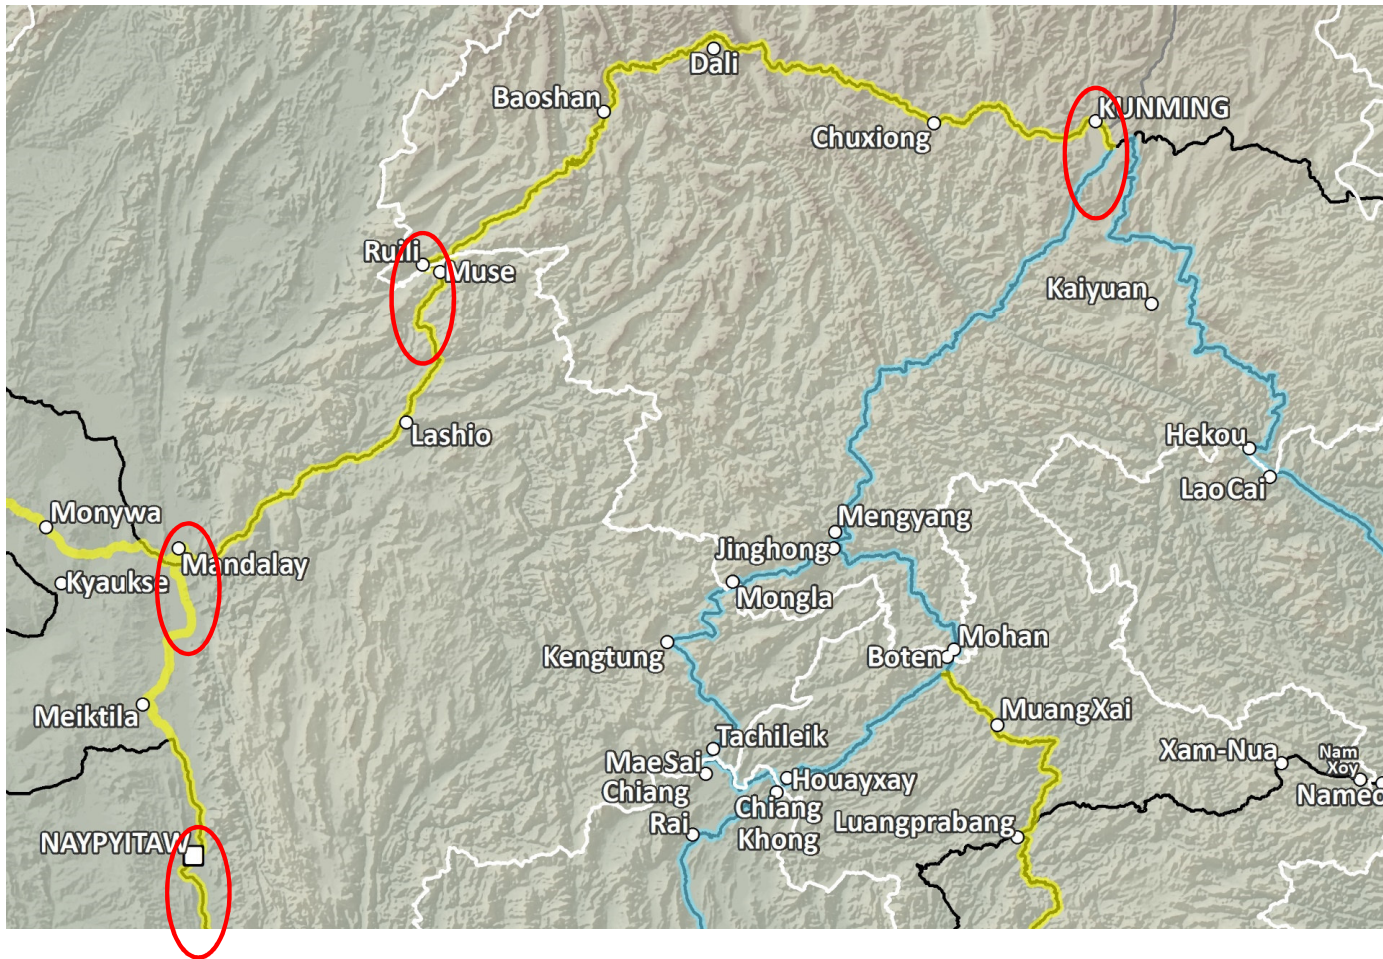 Dali
Baoshan
KUNMING
Chuxiong
Ruili
Muse
Kaiyuan
Lashio
Hekou
Lao Cai
Monywa
Mengyang
Jinghong
Mandalay
Kyaukse
Mongla
Mohan
Kengtung
Boten
Meiktila
Muang Xai
Tachileik
Xam-Nua
Nam
Xoy
Mae Sai
Houayxay
Chiang
Rai
Chiang
Khong
Nameo
Luangprabang
NAYPYITAW